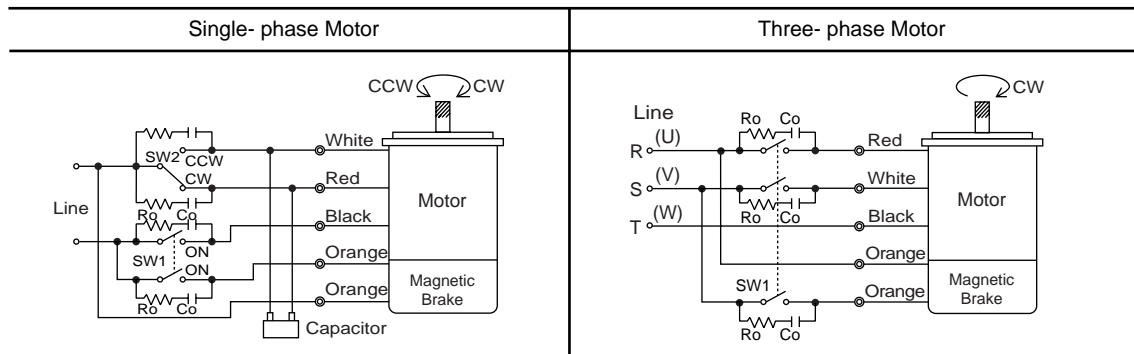 Single- phase Motor
Three- phase Motor
CCW CW
White
SW2 CCW
CW
Red
Line
Ro Co
Black
Motor
ON
SW1
ON
Orange
Ro Co
Orange
Magnetic
Brake
Capacitor
CW
Line
Ro Co
R (U)
Red
S (V)
White
Ro Co
T (W)
Black
Motor
Orange
SW1
Orange
Magnetic
Brake
Ro Co